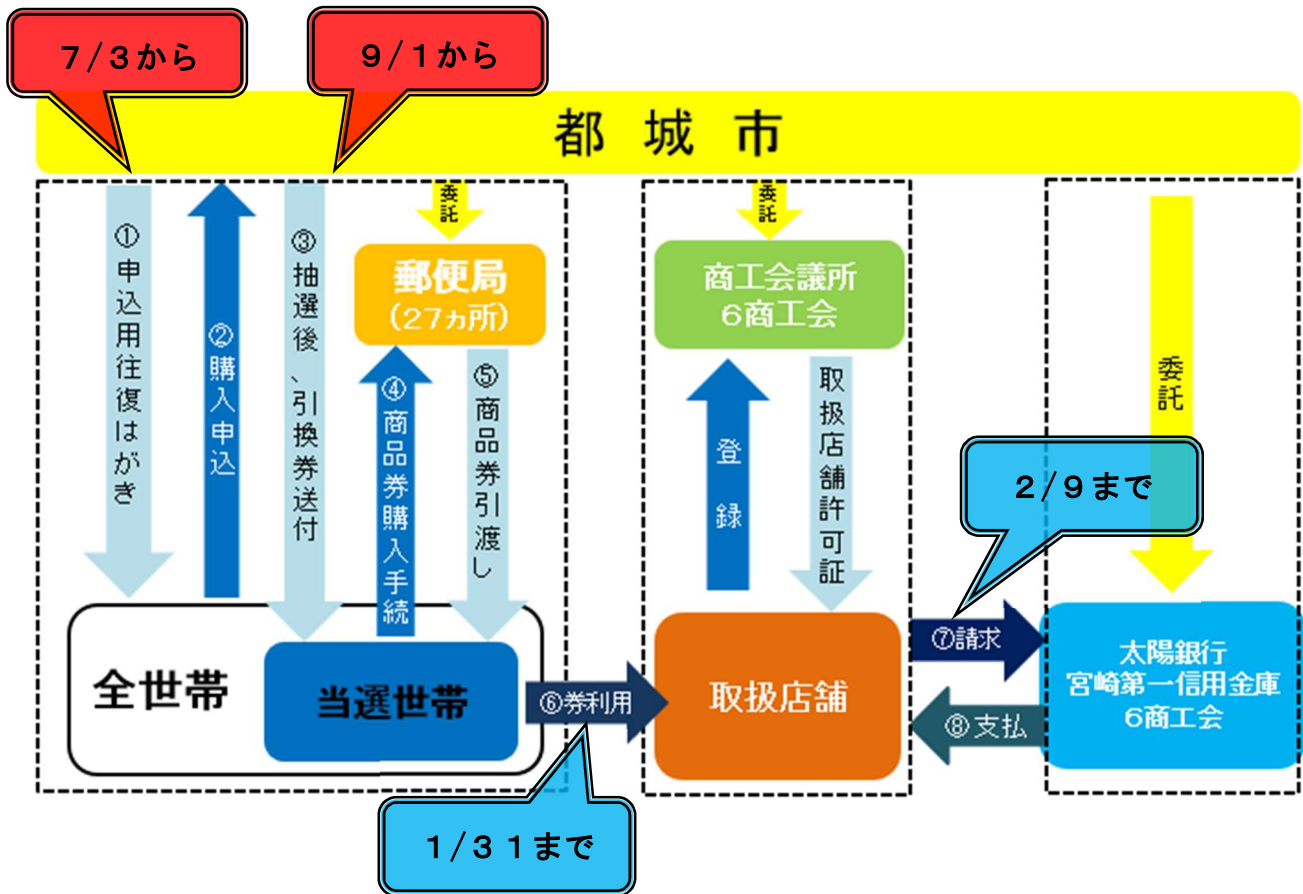 7/3から
9/1から
都城市
①申込用往復はがき
②購入申込
③抽選後、引換券送付
委託
郵便局
(27ヵ所)
④商品券購入手続
⑤商品券引渡し
委託
商工会議所
6商工会
登録
取扱店舗許可証
委託
2/9まで
全世帯
当選世帯
⑥券利用
取扱店舗
⑦請求
⑧支払
太陽銀行
宮崎第一信用金庫
6商工会
1/31まで